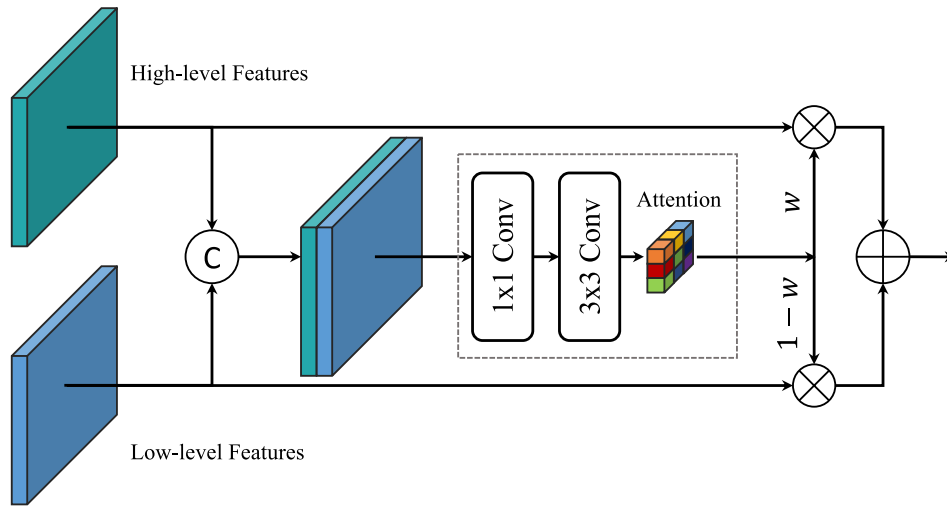 High-level Features
Attention
1x1 Conv
3x3 Conv
w
C
1 − w
Low-level Features